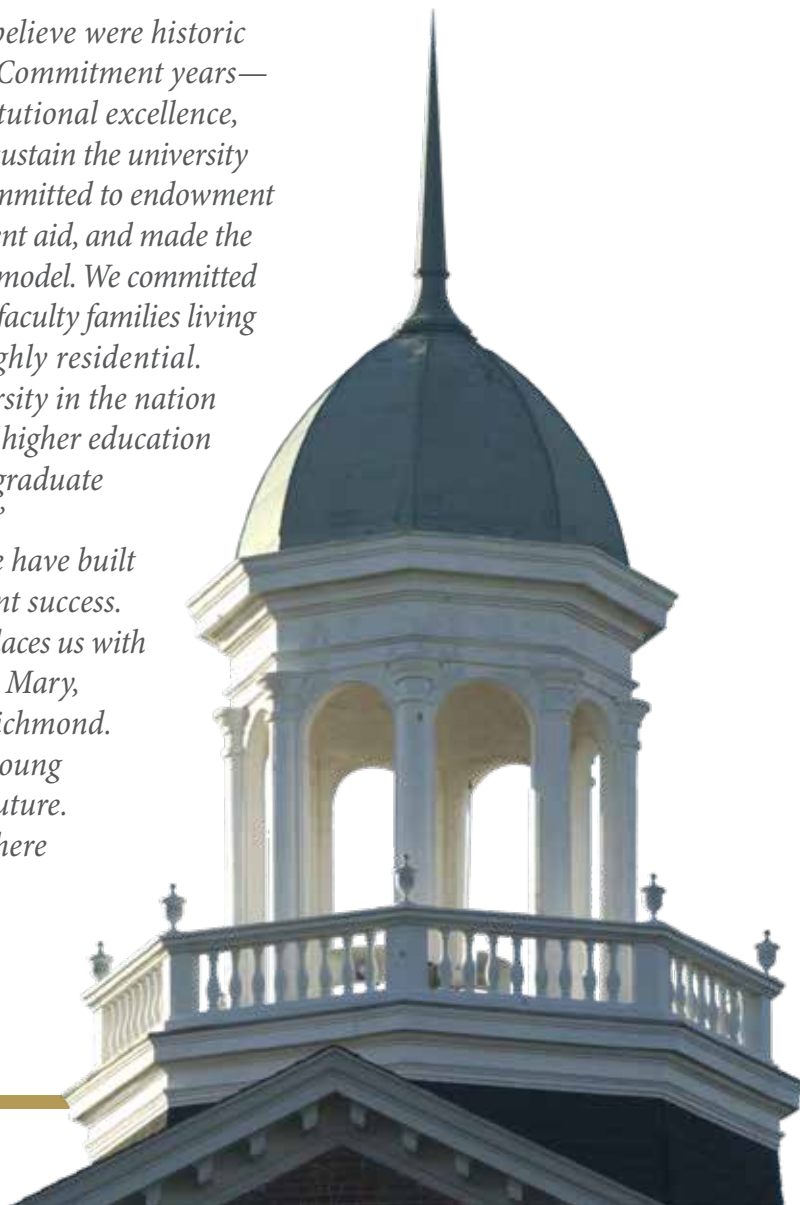 believe were historic
Commitment years—
tutional excellence,
ustain the university
mmitted to endowment
ent aid, and made the
model. We committed
faculty families living
ghly residential.
rsity in the nation
higher education
graduate
”
e have built
nt success.
laces us with
Mary,
ichmond.
oung
uture.
here